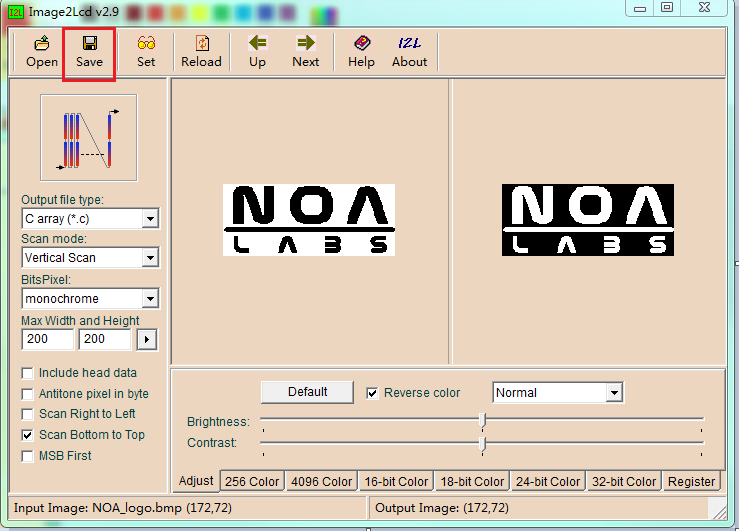 I2L Image2Lcd v2.9
Open Save Set Reload Up Next Help I2L About
Output file type:
C array (*.c)
Scan mode:
Vertical Scan
BitsPixel:
monochrome
Max Width and Height
200 200
Include head data
Antitone pixel in byte
Scan Right to Left
Scan Bottom to Top
MSB First
NOA
LABS
NOA
LABS
Default Reverse color Normal
Brightness:
Contrast:
Adjust 256 Color 4096 Color 16-bit Color 18-bit Color 24-bit Color 32-bit Color Register
Input Image: NOA_logo.bmp (172,72) Output Image: (172,72)